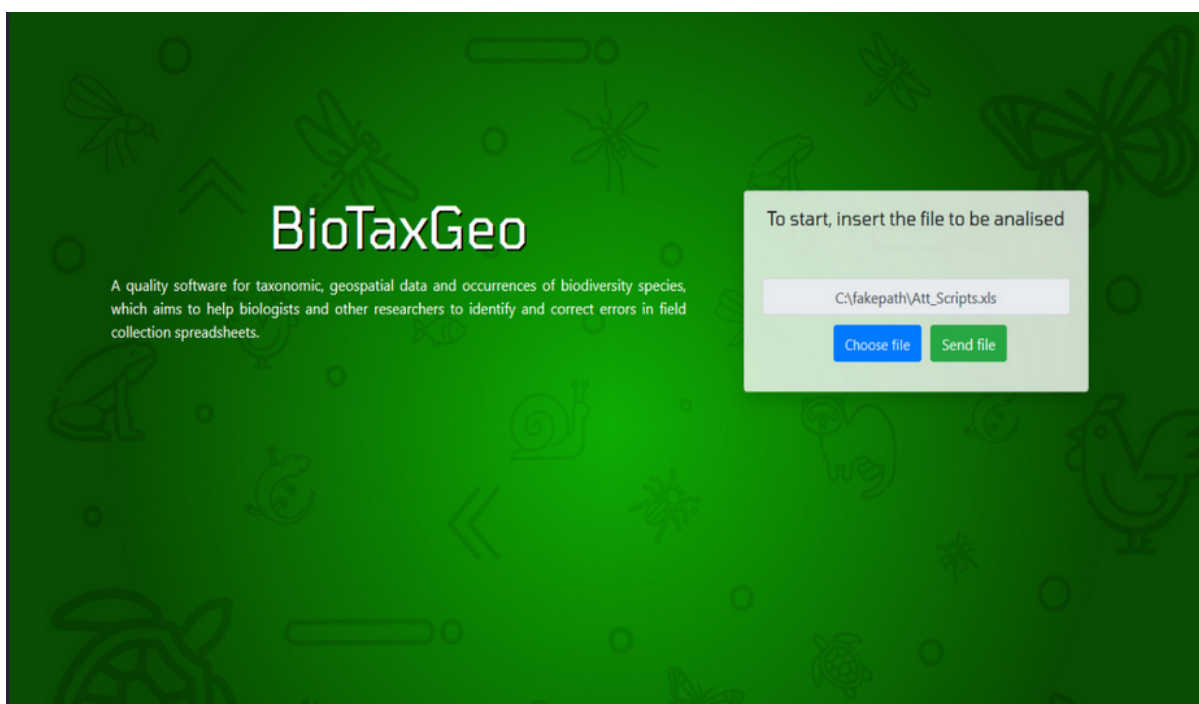 BioTaxGeo
A quality software for taxonomic, geospatial data and occurrences of biodiversity species,
which aims to help biologists and other researchers to identify and correct errors in field
collection spreadsheets.
To start, insert the file to be analised
C:\fakepath\Att_Scripts.xls
Choose file
Send file